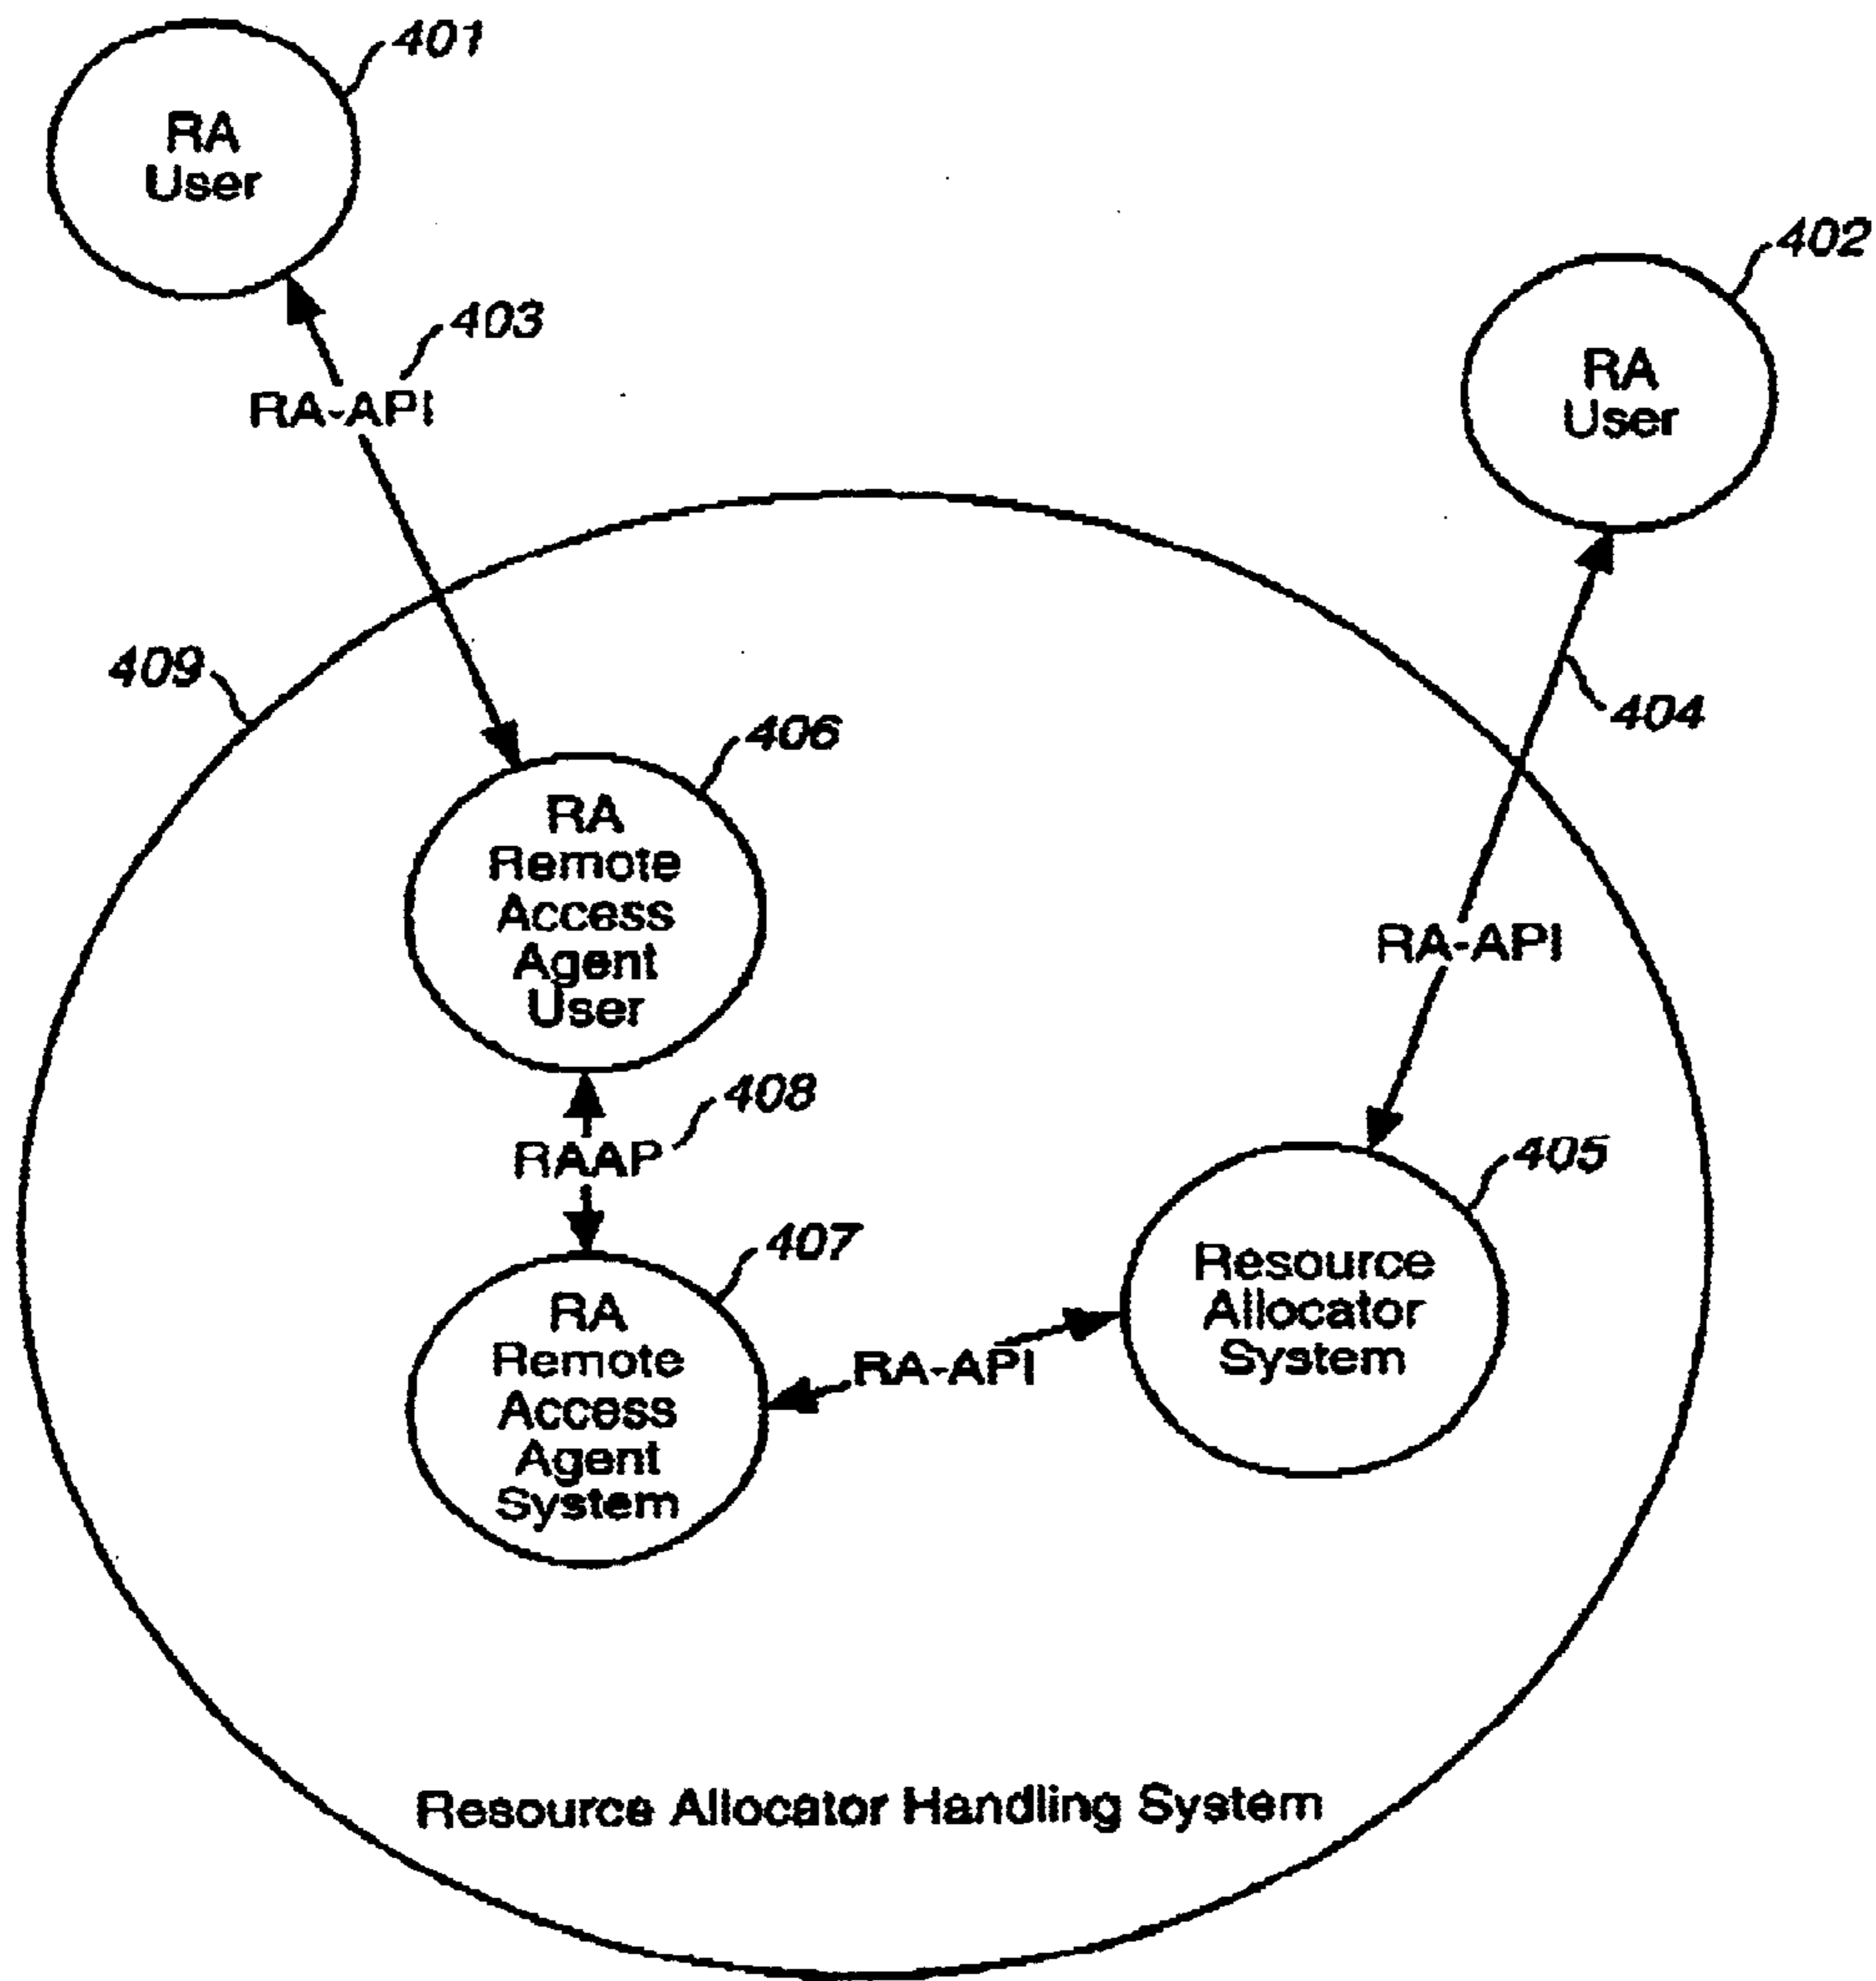 401
RA
User
402
403
RA-API
RA
User
409
404
406
RA
Remote
Access
Agent
User
RA-API
408
RAAP
405
407
Resource
Allocator
System
RA
Remote
Access
Agent
System
RA-API
Resource Allocator Handling System